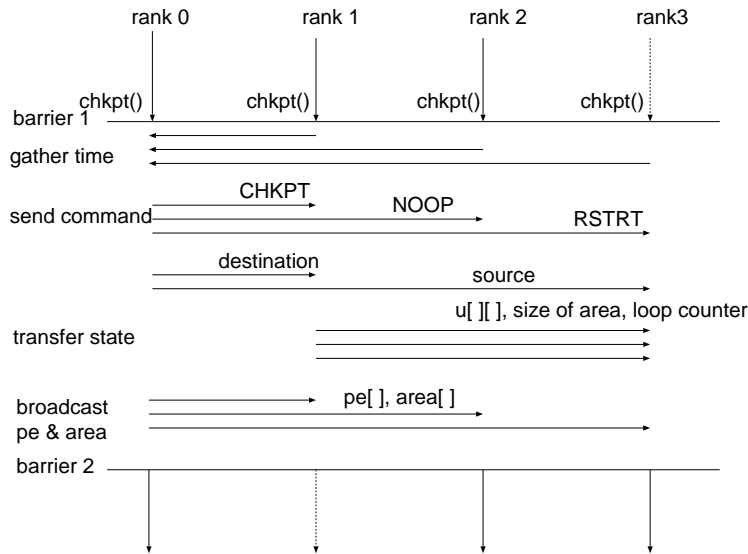 rank 0 rank 1 rank 2 rank3
chkpt() chkpt() chkpt() chkpt()
barrier 1
gather time
CHKPT
NOOP
send command
RSTRT
destination
source
u[ ][ ], size of area, loop counter
transfer state
broadcast
pe[ ], area[ ]
pe & area
barrier 2